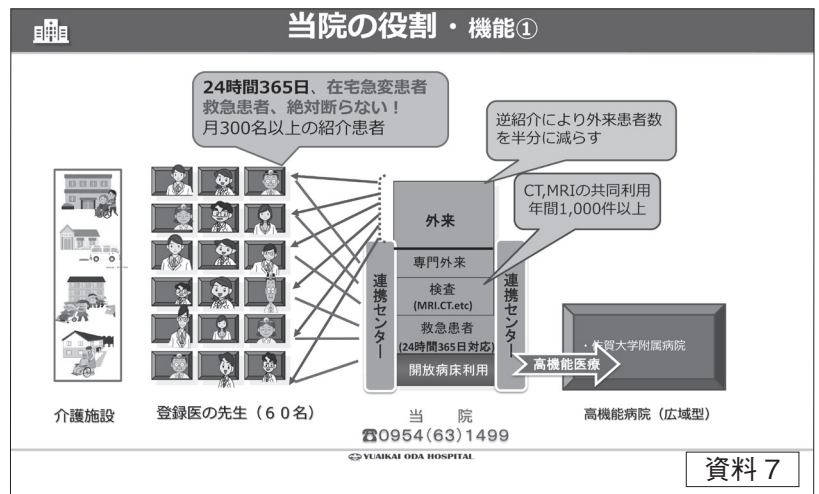 当院の役割・機能①
24時間365日、在宅急変患者
救急患者、絶対断らない！
月300名以上の紹介患者
逆紹介により外来患者数
を半分に減らす
CT,MRIの共同利用
年間1,000件以上
外来
専門外来
検査
(MRI.CT.etc)
救急患者
(24時間365日対応)
開放病床利用
連携センター
連携センター
高機能医療
・佐賀大学附属病院
介護施設
登録医の先生（６０名）
当　院
☎0954(63)1499
高機能病院（広域型）
YUAIKAI ODA HOSPITAL
資料７